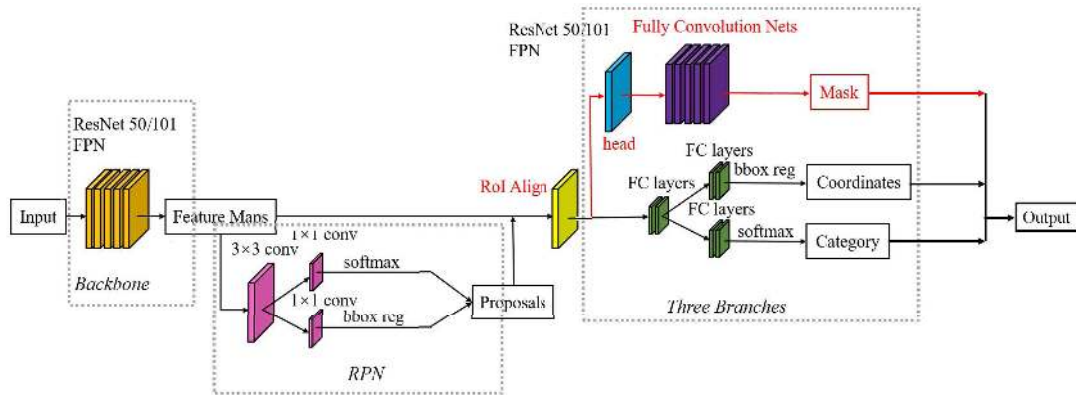 ResNet 50/101
FPN
Fully Convolution Nets
Mask
head
ResNet 50/101
FPN
RoI Align
FC layers
FC layers
bbox reg
Coordinates
Input
Feature Maps
FC layers
softmax
Category
Output
Backbone
3×3 conv
1×1 conv
softmax
1×1 conv
bbox reg
Proposals
Three Branches
RPN